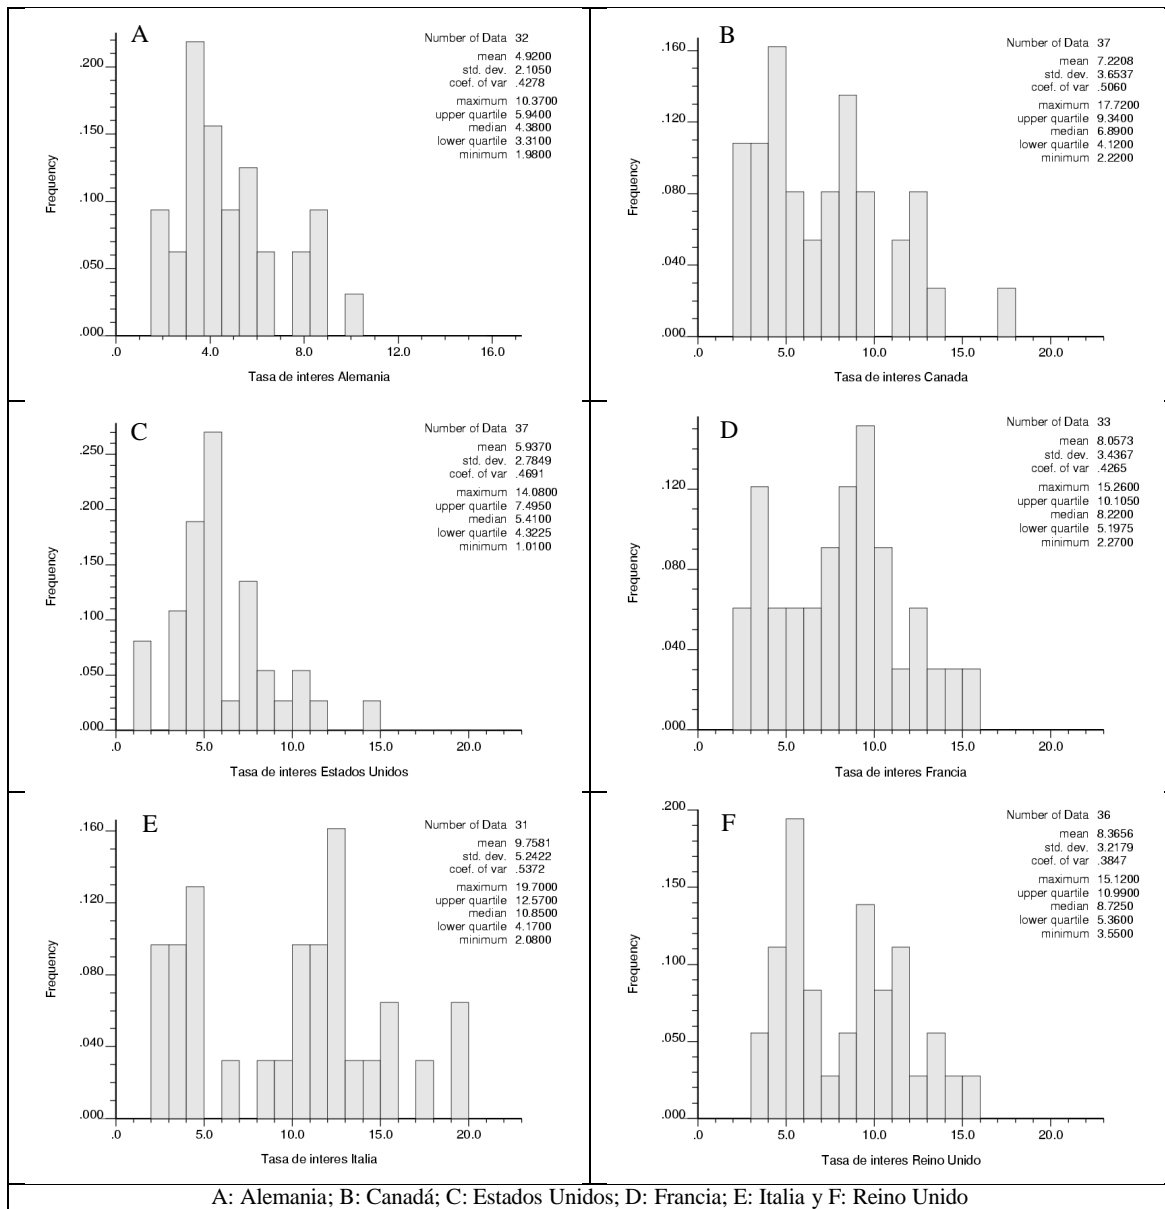 A
Number of Data 32
mean 4.9200
std. dev. 2.1050
coef. of var .4278
maximum 10.3700
upper quartile 5.9400
median 4.3800
lower quartile 3.3100
minimum 1.9800
Frequency
.200
.150
.100
.050
.000
.0 4.0 8.0 12.0 16.0
Tasa de interes Alemania
B
Number of Data 37
mean 7.2208
std. dev. 3.6537
coef. of var .5060
maximum 17.7200
upper quartile 9.3400
median 6.8900
lower quartile 4.1200
minimum 2.2200
Frequency
.160
.120
.080
.040
.000
.0 5.0 10.0 15.0 20.0
Tasa de interes Canada
C
Number of Data 37
mean 5.9370
std. dev. 2.7849
coef. of var .4691
maximum 14.0800
upper quartile 7.4950
median 5.4100
lower quartile 4.3225
minimum 1.0100
Frequency
.250
.200
.150
.100
.050
.000
.0 5.0 10.0 15.0 20.0
Tasa de interes Estados Unidos
D
Number of Data 33
mean 8.0573
std. dev. 3.4367
coef. of var .4265
maximum 15.2600
upper quartile 10.1050
median 8.2200
lower quartile 5.1975
minimum 2.2700
Frequency
.120
.080
.040
.000
.0 5.0 10.0 15.0 20.0
Tasa de interes Francia
E
Number of Data 31
mean 9.7581
std. dev. 5.2422
coef. of var .5372
maximum 19.7000
upper quartile 12.5700
median 10.8500
lower quartile 4.1700
minimum 2.0800
Frequency
.160
.120
.080
.040
.000
.0 5.0 10.0 15.0 20.0
Tasa de interes Italia
F
Number of Data 36
mean 8.3656
std. dev. 3.2179
coef. of var .3847
maximum 15.1200
upper quartile 10.9900
median 8.7250
lower quartile 5.3600
minimum 3.5500
Frequency
.200
.150
.100
.050
.000
.0 5.0 10.0 15.0 20.0
Tasa de interes Reino Unido
A: Alemania; B: Canadá; C: Estados Unidos; D: Francia; E: Italia y F: Reino Unido